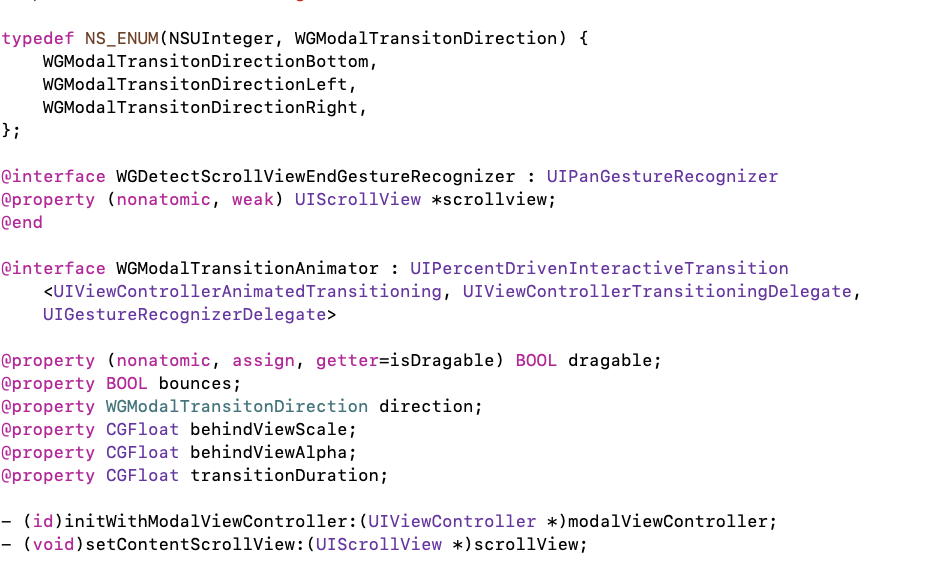 typedef NS_ENUM(NSUInteger, WGModalTransitonDirection) {
    WGModalTransitonDirectionBottom,
    WGModalTransitonDirectionLeft,
    WGModalTransitonDirectionRight,
};

@interface WGDetectScrollViewEndGestureRecognizer : UIPanGestureRecognizer
@property (nonatomic, weak) UIScrollView *scrollview;
@end

@interface WGModalTransitionAnimator : UIPercentDrivenInteractiveTransition
    <UIViewControllerAnimatedTransitioning, UIViewControllerTransitioningDelegate,
    UIGestureRecognizerDelegate>

@property (nonatomic, assign, getter=isDragable) BOOL dragable;
@property BOOL bounces;
@property WGModalTransitonDirection direction;
@property CGFloat behindViewScale;
@property CGFloat behindViewAlpha;
@property CGFloat transitionDuration;

- (id)initWithModalViewController:(UIViewController *)modalViewController;
- (void)setContentScrollView:(UIScrollView *)scrollView;